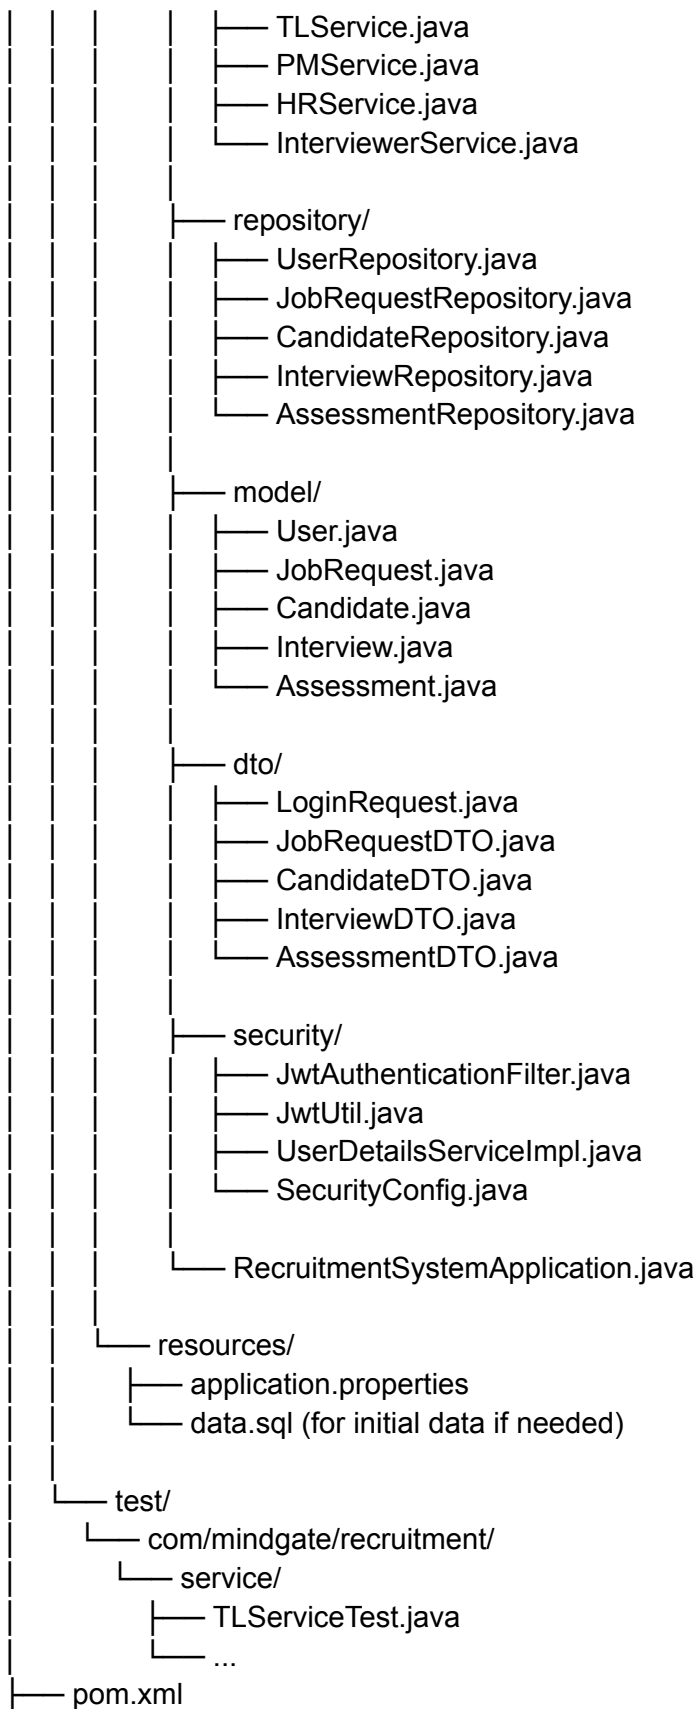 │ │ │ │ ├── TLService.java
│ │ │ │ ├── PMService.java
│ │ │ │ ├── HRService.java
│ │ │ │ └── InterviewerService.java
│ │ │ │
│ │ │ ├── repository/
│ │ │ │ ├── UserRepository.java
│ │ │ │ ├── JobRequestRepository.java
│ │ │ │ ├── CandidateRepository.java
│ │ │ │ ├── InterviewRepository.java
│ │ │ │ └── AssessmentRepository.java
│ │ │ │
│ │ │ ├── model/
│ │ │ │ ├── User.java
│ │ │ │ ├── JobRequest.java
│ │ │ │ ├── Candidate.java
│ │ │ │ ├── Interview.java
│ │ │ │ └── Assessment.java
│ │ │ │
│ │ │ ├── dto/
│ │ │ │ ├── LoginRequest.java
│ │ │ │ ├── JobRequestDTO.java
│ │ │ │ ├── CandidateDTO.java
│ │ │ │ ├── InterviewDTO.java
│ │ │ │ └── AssessmentDTO.java
│ │ │ │
│ │ │ ├── security/
│ │ │ │ ├── JwtAuthenticationFilter.java
│ │ │ │ ├── JwtUtil.java
│ │ │ │ ├── UserDetailsServiceImpl.java
│ │ │ │ └── SecurityConfig.java
│ │ │ │
│ │ │ └── RecruitmentSystemApplication.java
│ │ │
│ │ └── resources/
│ │ ├── application.properties
│ │ └── data.sql (for initial data if needed)
│ │
│ └── test/
│ └── com/mindgate/recruitment/
│ └── service/
│ ├── TLServiceTest.java
│ └── ...
├── pom.xml